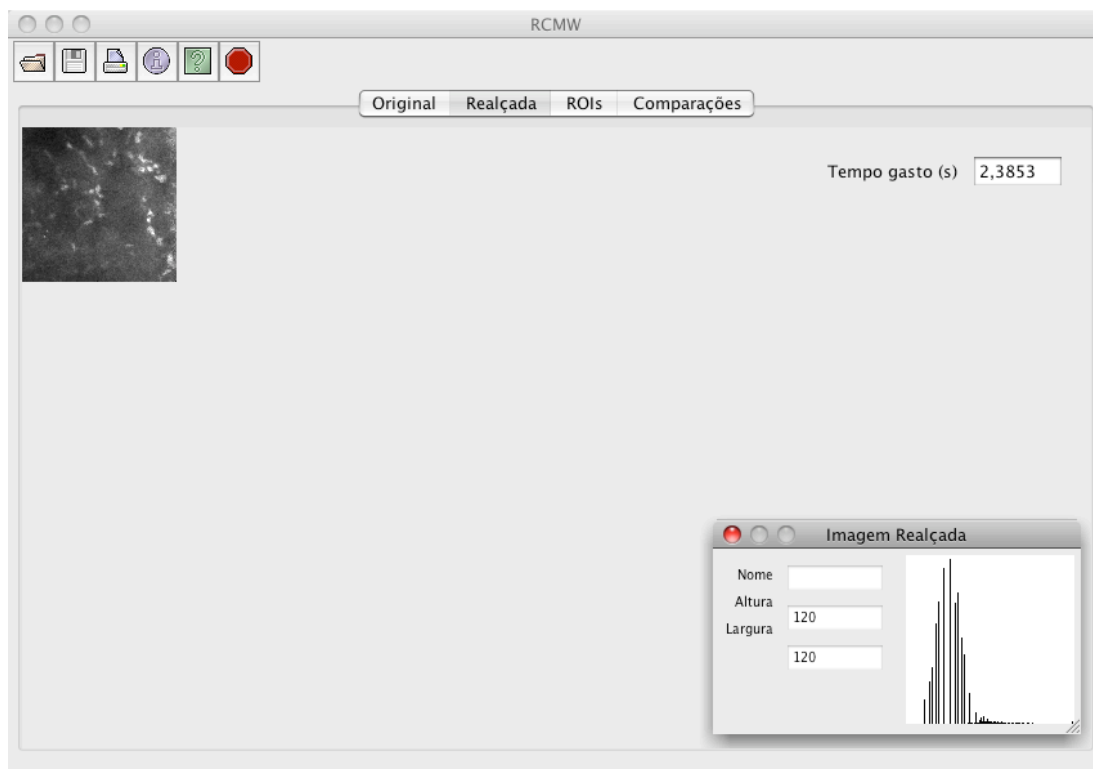 RCMW
Original Realçada ROIs Comparações
Tempo gasto (s) 2,3853
Imagem Realçada
Nome
Altura
120
Largura
120